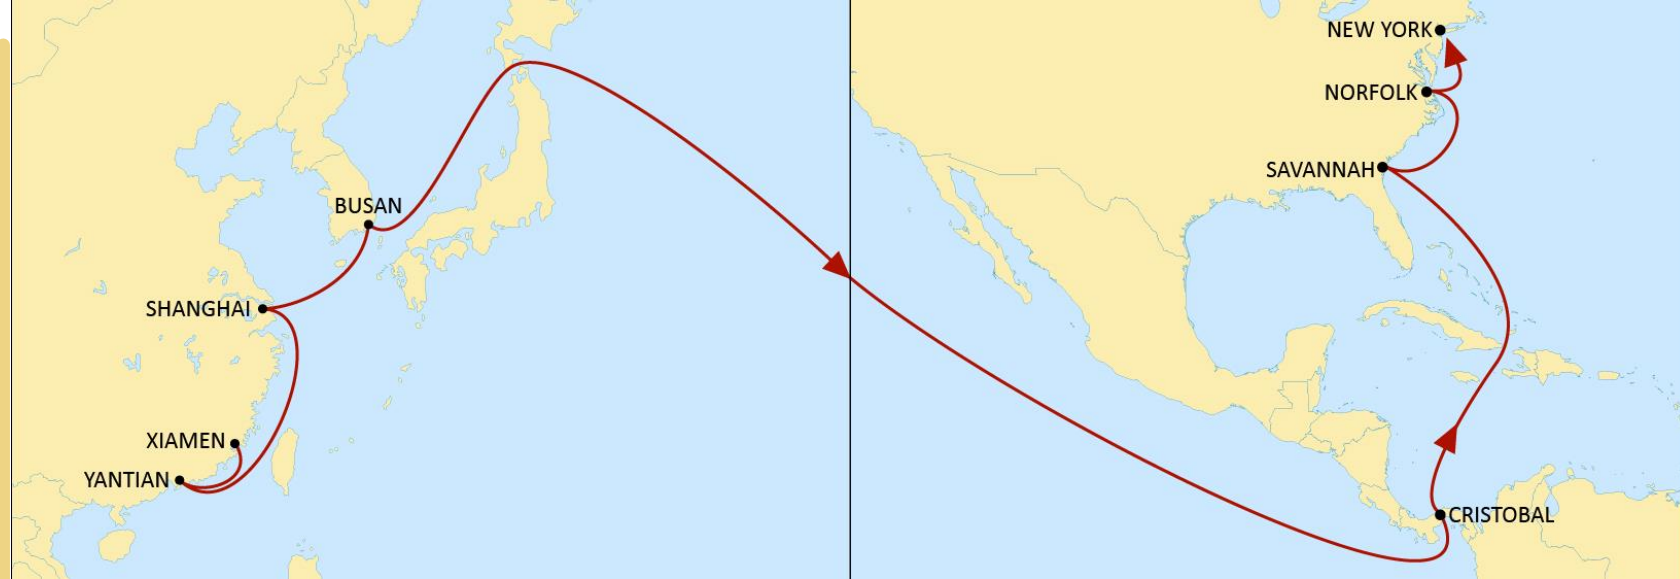 NEW YORK
NORFOLK
SAVANNAH
BUSAN
SHANGHAI
XIAMEN
YANTIAN
CRISTOBAL